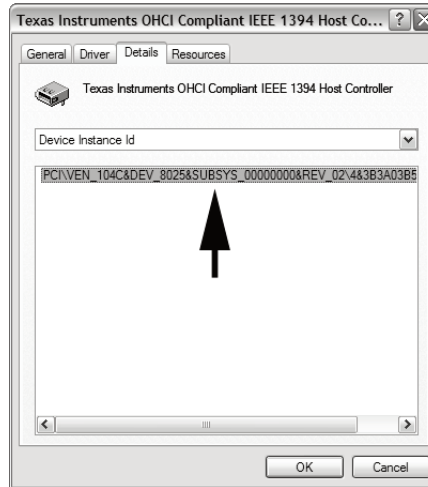 Texas Instruments OHCI Compliant IEEE 1394 Host Co... ? X
General Driver Details Resources
Texas Instruments OHCI Compliant IEEE 1394 Host Controller
Device Instance Id
PCI\VEN_104C&DEV_8025&SUBSYS_00000000&REV_02\4&3B3A03B5
OK Cancel